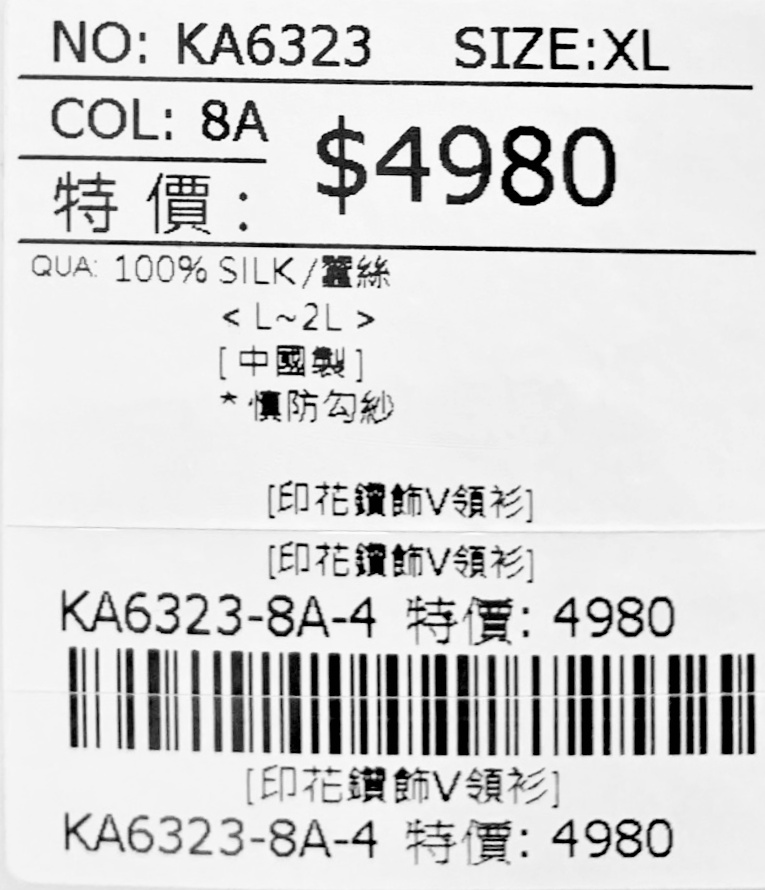 NO: KA6323 SIZE:XL
COL: 8A
$4980
特價:
QUA: 100% SILK/蠶絲
< L~2L >
[中國製]
*慎防勾紗
[印花鑽飾V領衫]
[印花鑽飾V領衫]
KA6323-8A-4 特價: 4980
[印花鑽飾V領衫]
KA6323-8A-4 特價: 4980